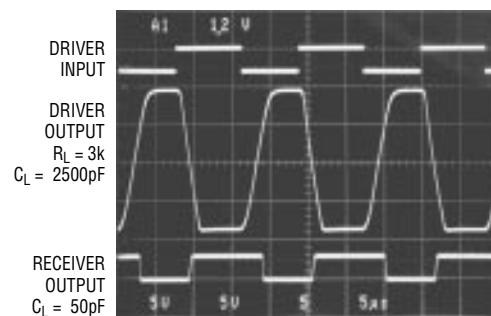 A1 1,2 V
DRIVER
INPUT
DRIVER
OUTPUT
R_L = 3k
C_L = 2500pF
RECEIVER
OUTPUT
C_L = 50pF
5V 5V 5 5μs